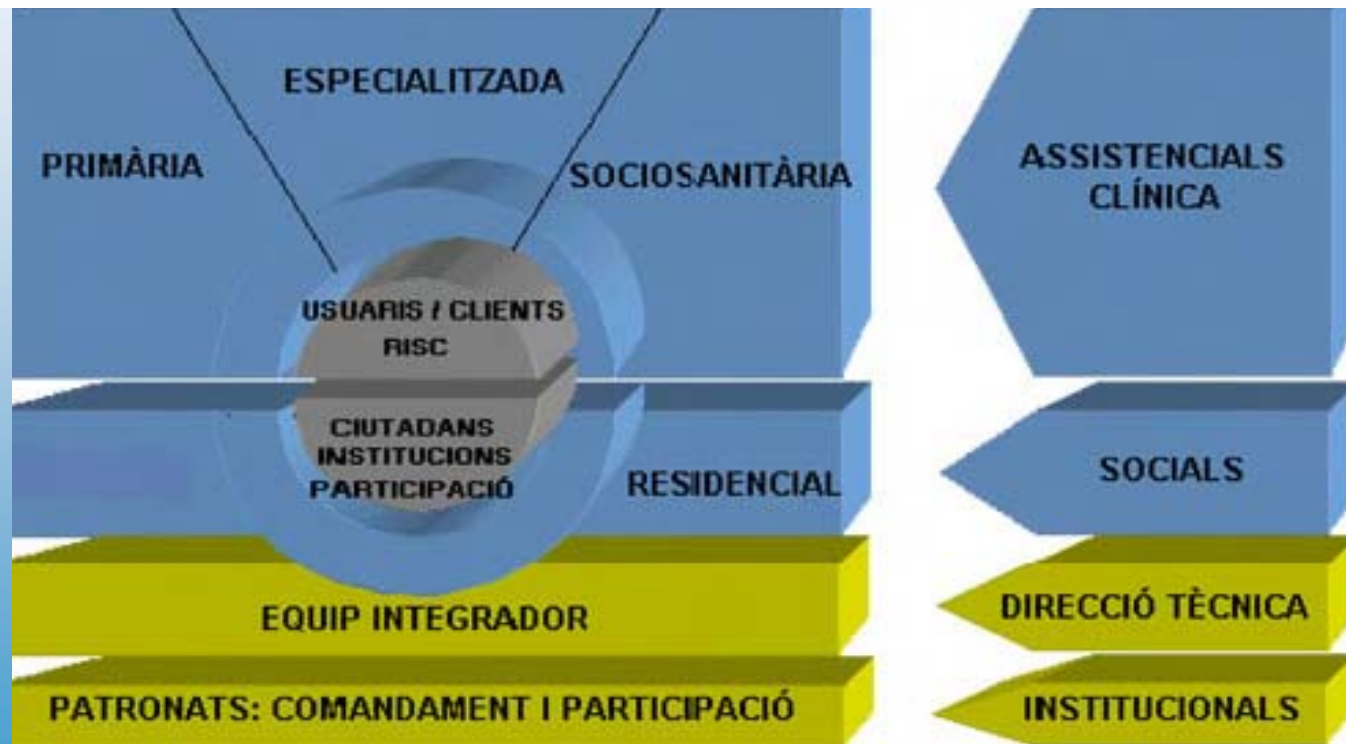 ESPECIALITZADA
PRIMÀRIA
SOCIOSANITÀRIA
ASSISTENCIALS
CLÍNICA
USUARIS / CLIENTS
RISC
CIUTADANS
INSTITUCIONS
PARTICIPACIÓ
RESIDENCIAL
SOCIALS
EQUIP INTEGRADOR
DIRECCIÓ TÈCNICA
PATRONATS: COMANDAMENT I PARTICIPACIÓ
INSTITUCIONALS